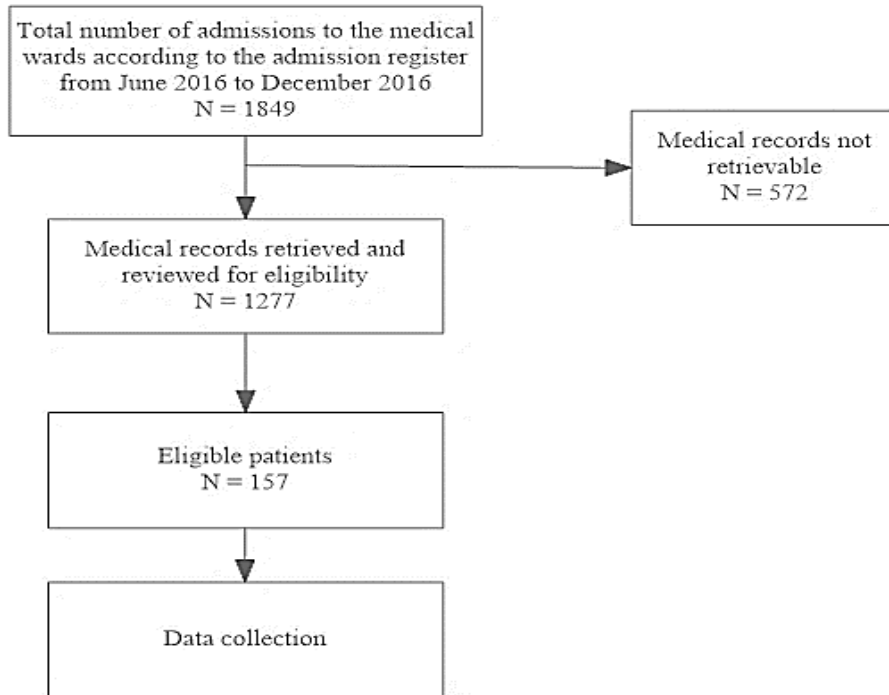 Total number of admissions to the medical
wards according to the admission register
from June 2016 to December 2016
N = 1849
Medical records not
retrievable
N = 572
Medical records retrieved and
reviewed for eligibility
N = 1277
Eligible patients
N = 157
Data collection